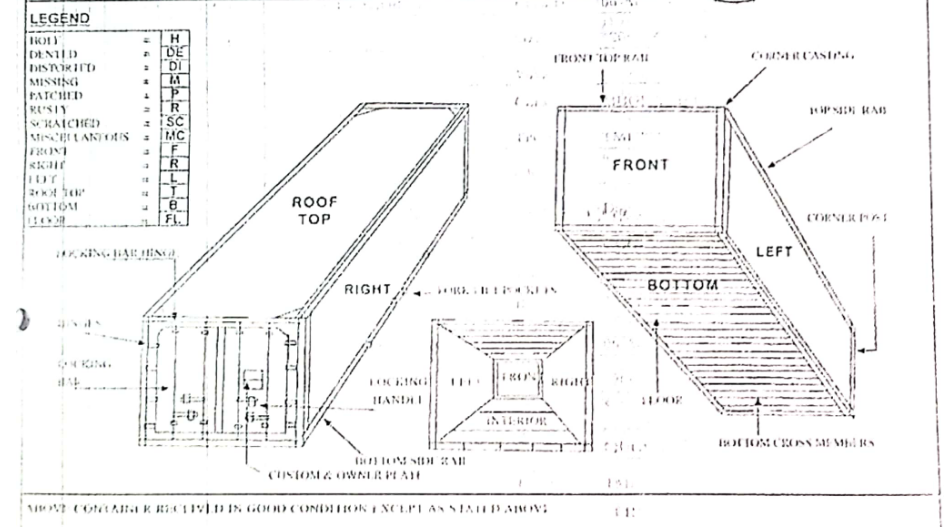 LEGEND
HOLE = H
DENTED = DE
DISTORTED = DI
MISSING = M
PATCHED = P
RUSTY = R
SCRATCHED = SC
MISCELLANEOUS = MC
FRONT = F
RIGHT = R
LEFT = L
ROOF TOP = T
BOTTOM = B
FLOOR = FL
FRONT TOP RAIL
CORNER CASTING
TOP SIDE RAIL
FRONT
ROOF
TOP
CORNER POST
LOCKING BAR HINGE
LEFT
RIGHT
BOTTOM
FORK LIFT POCKETS
HINGES
LOCKING
BAR
LOCKING
HANDLE
LEFT
FRONT
RIGHT
FLOOR
INTERIOR
BOTTOM CROSS MEMBERS
BOTTOM SIDE RAIL
CUSTOM & OWNER PLATE
ABOVE CONTAINER RECEIVED IN GOOD CONDITION EXCEPT AS STATED ABOVE